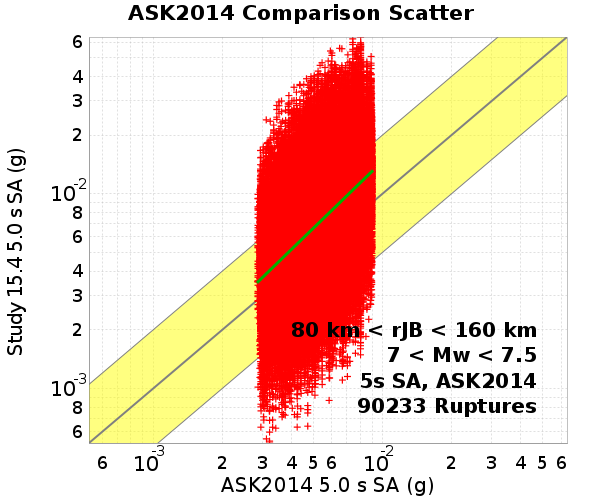 ASK2014 Comparison Scatter
Study 15.4 5.0 s SA (g)
6
4
3
2
10-2
8
6
4
3
2
10-3
8
6
80 km < rJB < 160 km
7 < Mw < 7.5
5s SA, ASK2014
90233 Ruptures
6 10-3 2 3 4 5 6 10-2 2 3 4 5 6
ASK2014 5.0 s SA (g)